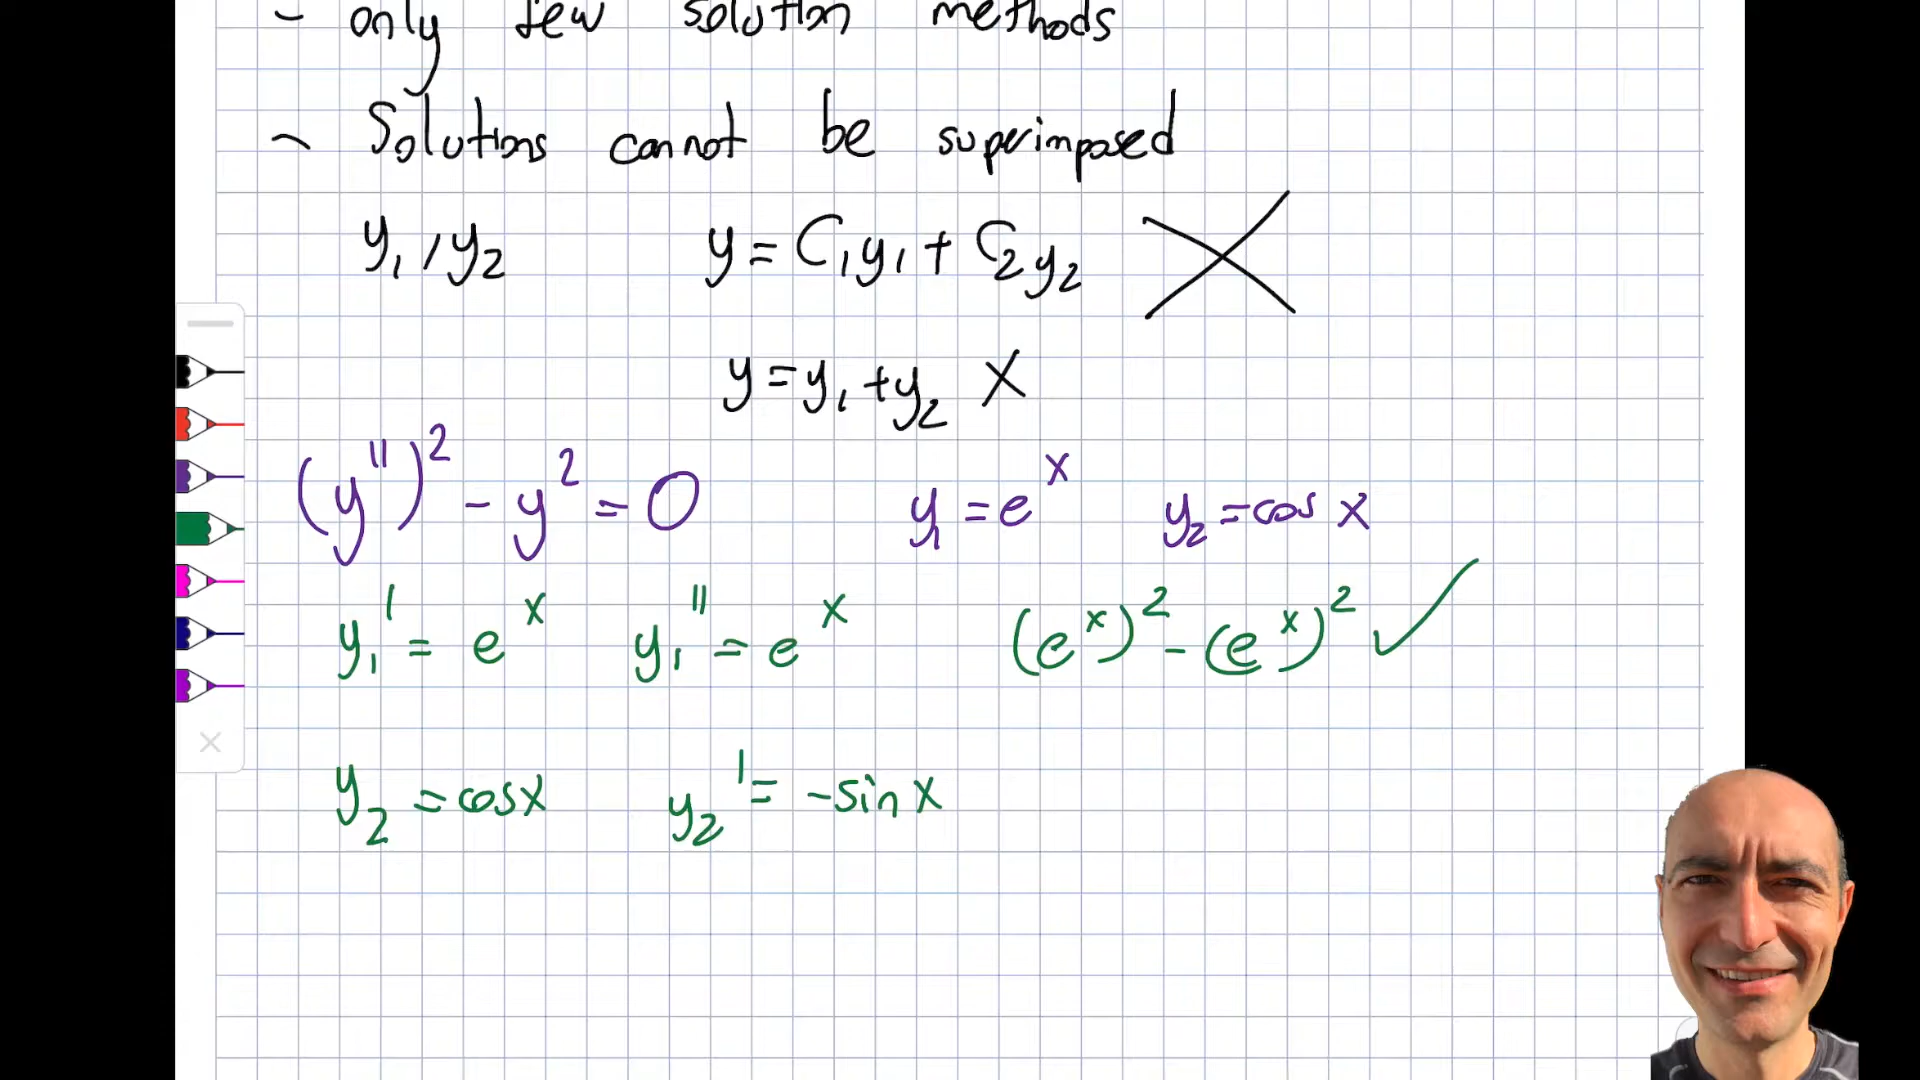 - only few solution methods
- Solutions cannot be superimposed
y₁, y₂ y = C₁y₁ + C₂y₂ X
y = y₁ + y₂ X
(y'')² - y² = 0 y₁ = eˣ y₂ = cos x
y₁' = eˣ y₁'' = eˣ (eˣ)² - (eˣ)² ✓
y₂ = cosx y₂' = -sin x